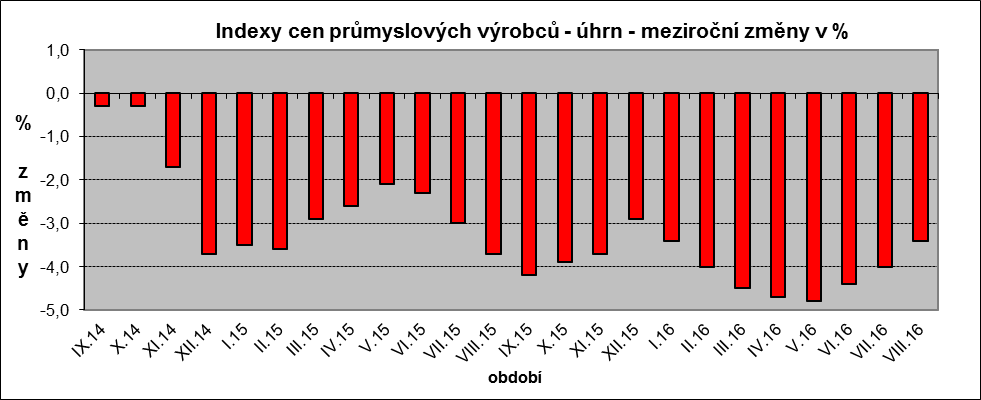 Indexy cen průmyslových výrobců - úhrn - meziroční změny v %
1,0
0,0
-1,0
-2,0
-3,0
-4,0
-5,0
% změny
IX.14 X.14 XI.14 XII.14 I.15 II.15 III.15 IV.15 V.15 VI.15 VII.15 VIII.15 IX.15 X.15 XI.15 XII.15 I.16 II.16 III.16 IV.16 V.16 VI.16 VII.16 VIII.16
období